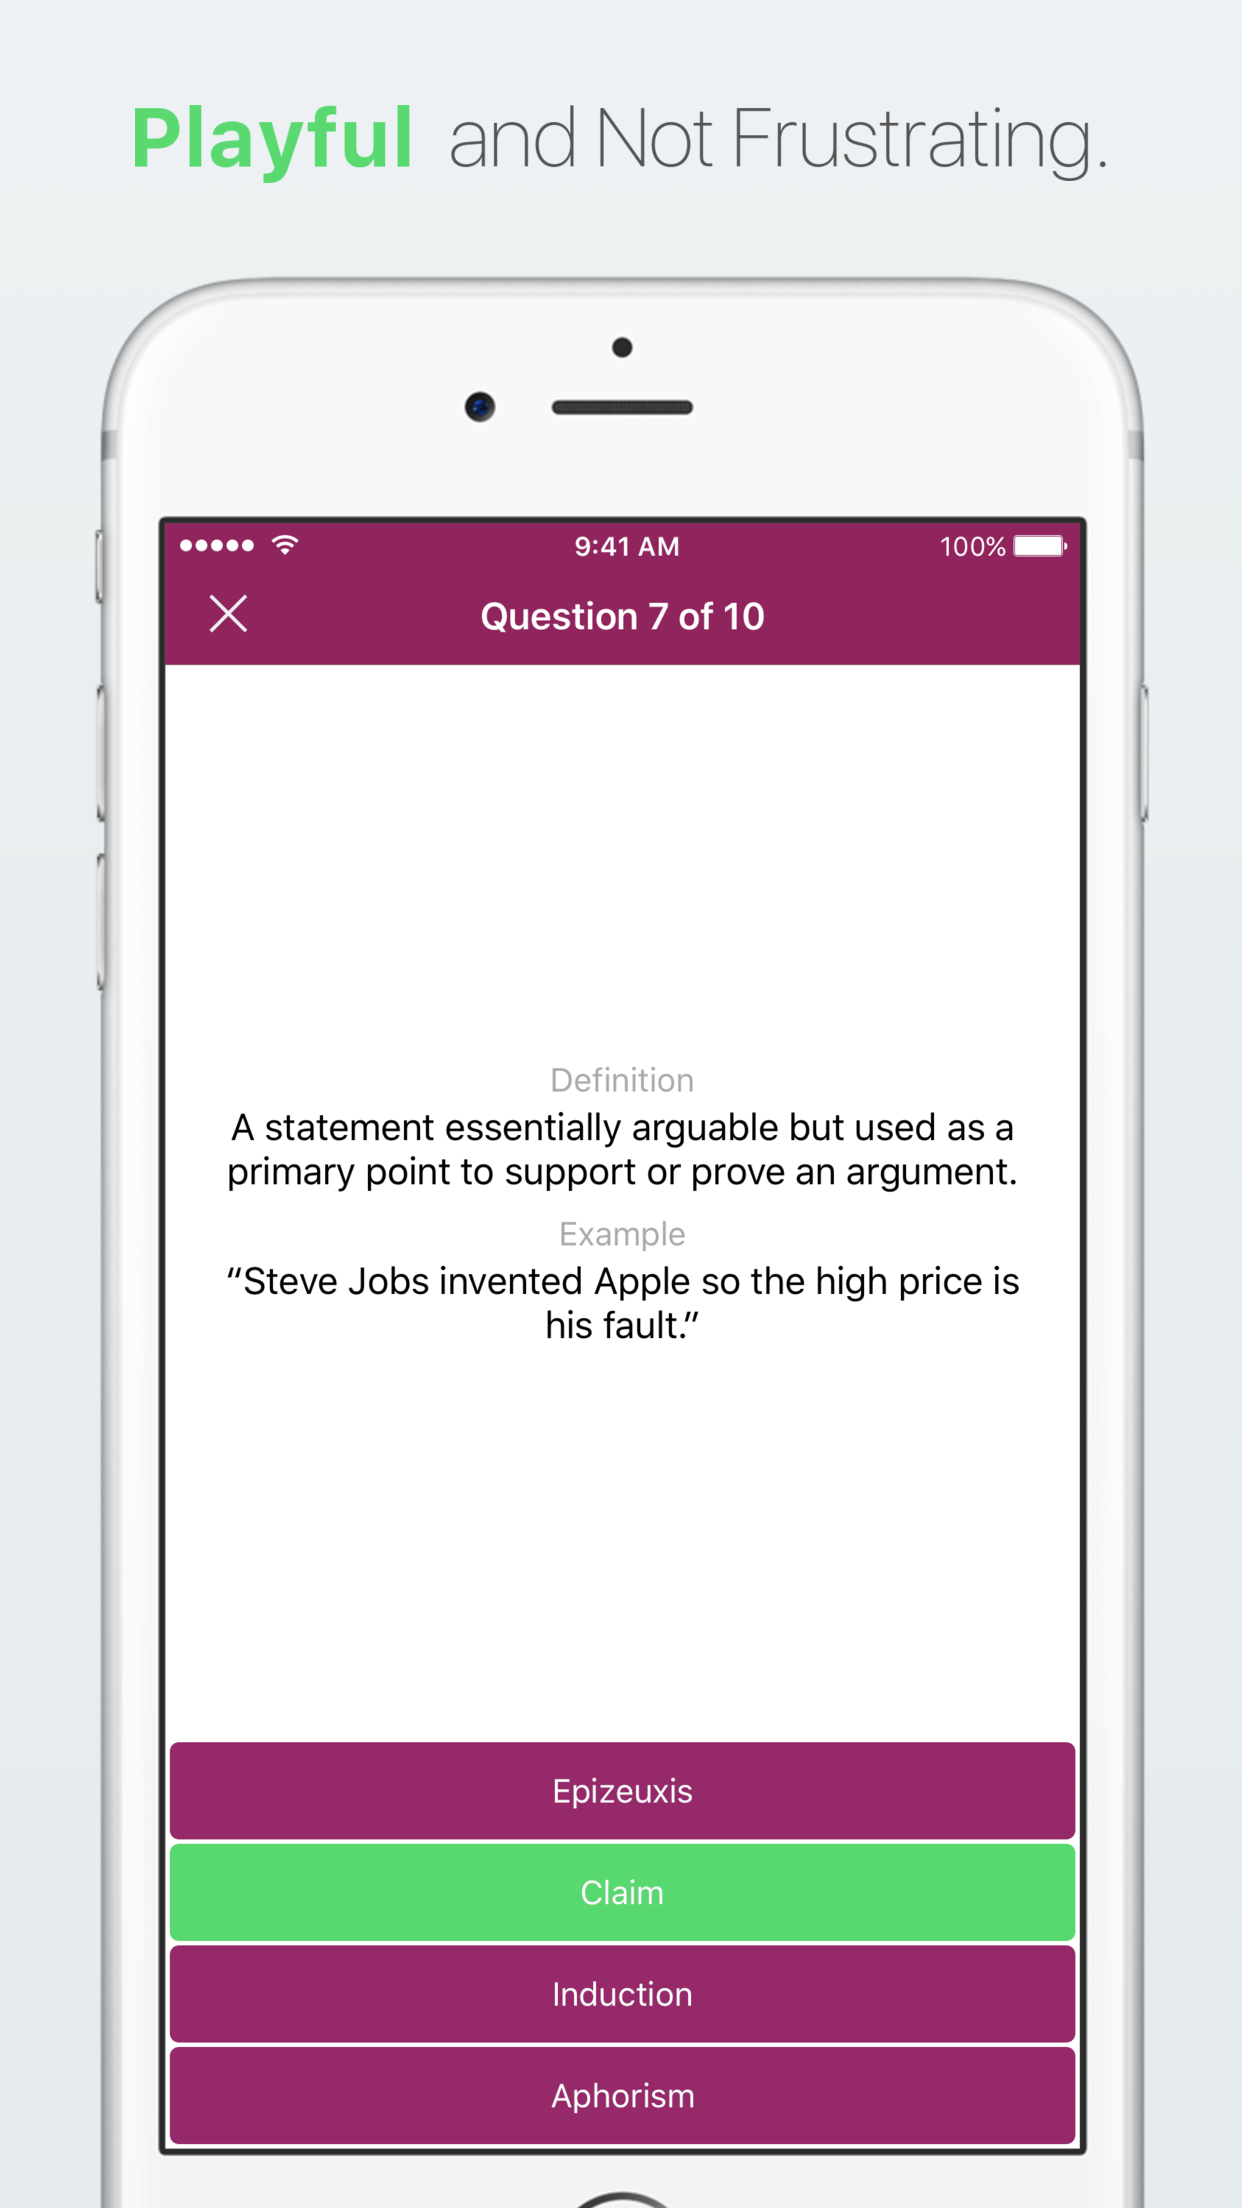 Playful and Not Frustrating.
9:41 AM 100%
Question 7 of 10
Definition
A statement essentially arguable but used as a
primary point to support or prove an argument.
Example
“Steve Jobs invented Apple so the high price is
his fault.”
Epizeuxis
Claim
Induction
Aphorism